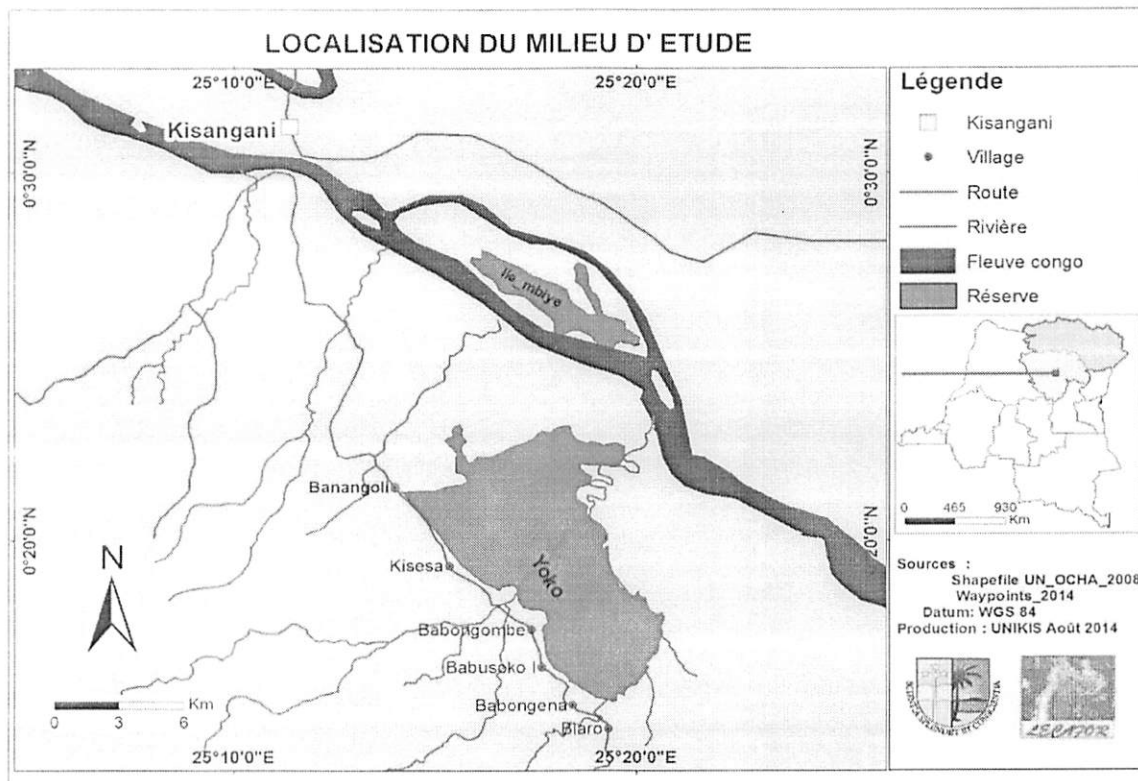 LOCALISATION DU MILIEU D' ETUDE
25°10'0"E
25°20'0"E
Kisangani
0°30'0"N
0°30'0"N
Ile_mbiye
Banangoli
Kisesa
Yoko
Babongombe
Babusoko I
Babongena
Biaro
0°20'0"N
0°20'0"N
N
0 3 6 Km
25°10'0"E
25°20'0"E
Légende
Kisangani
Village
Route
Rivière
Fleuve congo
Réserve
0 465 930
Km
Sources :
Shapefile UN_OCHA_2008
Waypoints_2014
Datum: WGS 84
Production : UNIKIS Août 2014
LECAFOR